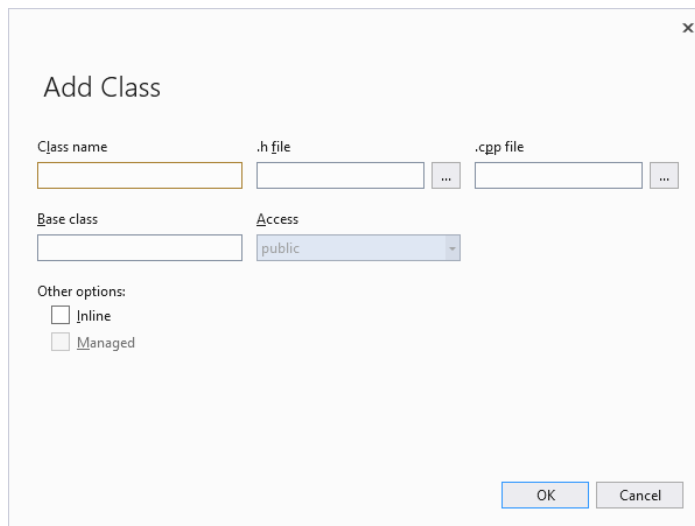 Add Class
Class name .h file .cpp file
... ...
Base class Access
public
Other options:
Inline
Managed
OK Cancel